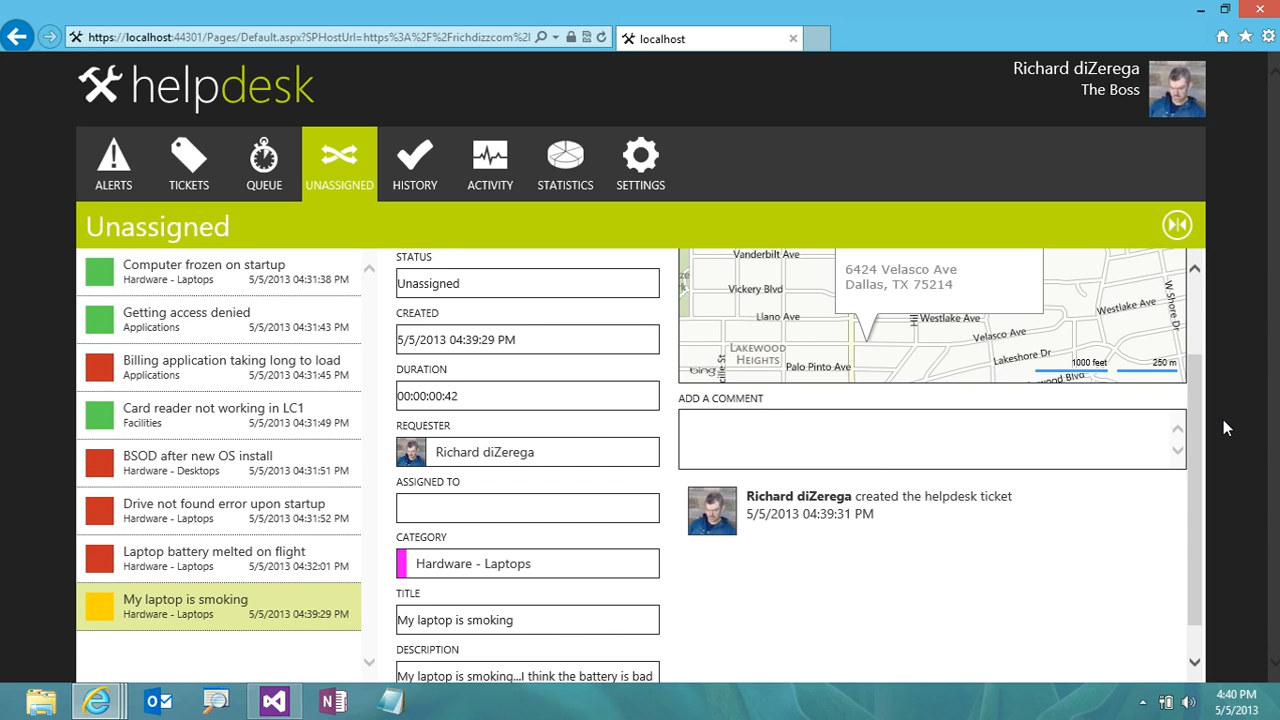 https://localhost:44301/Pages/Default.aspx?SPHostUrl=https%3A%2F%2Frichdizzcom%2
localhost
helpdesk
Richard diZerega
The Boss
ALERTS
TICKETS
QUEUE
UNASSIGNED
HISTORY
ACTIVITY
STATISTICS
SETTINGS
Unassigned
Computer frozen on startup
Hardware - Laptops 5/5/2013 04:31:38 PM
Getting access denied
Applications 5/5/2013 04:31:43 PM
Billing application taking long to load
Applications 5/5/2013 04:31:45 PM
Card reader not working in LC1
Facilities 5/5/2013 04:31:49 PM
BSOD after new OS install
Hardware - Desktops 5/5/2013 04:31:51 PM
Drive not found error upon startup
Hardware - Laptops 5/5/2013 04:31:52 PM
Laptop battery melted on flight
Hardware - Laptops 5/5/2013 04:32:01 PM
My laptop is smoking
Hardware - Laptops 5/5/2013 04:39:29 PM
STATUS
Unassigned
CREATED
5/5/2013 04:39:29 PM
DURATION
00:00:00:42
REQUESTER
Richard diZerega
ASSIGNED TO
CATEGORY
Hardware - Laptops
TITLE
My laptop is smoking
DESCRIPTION
My laptop is smoking...I think the battery is bad
Vanderbilt Ave
6424 Velasco Ave
Dallas, TX 75214
Vickery Blvd
Llano Ave
Westlake Ave
Westlake Ave
W Shore Dr
Velasco Ave
LAKEWOOD
HEIGHTS
Lakeshore Dr
Palo Pinto Ave
bing
1000 feet
250 m
ADD A COMMENT
Richard diZerega created the helpdesk ticket
5/5/2013 04:39:31 PM
4:40 PM
5/5/2013